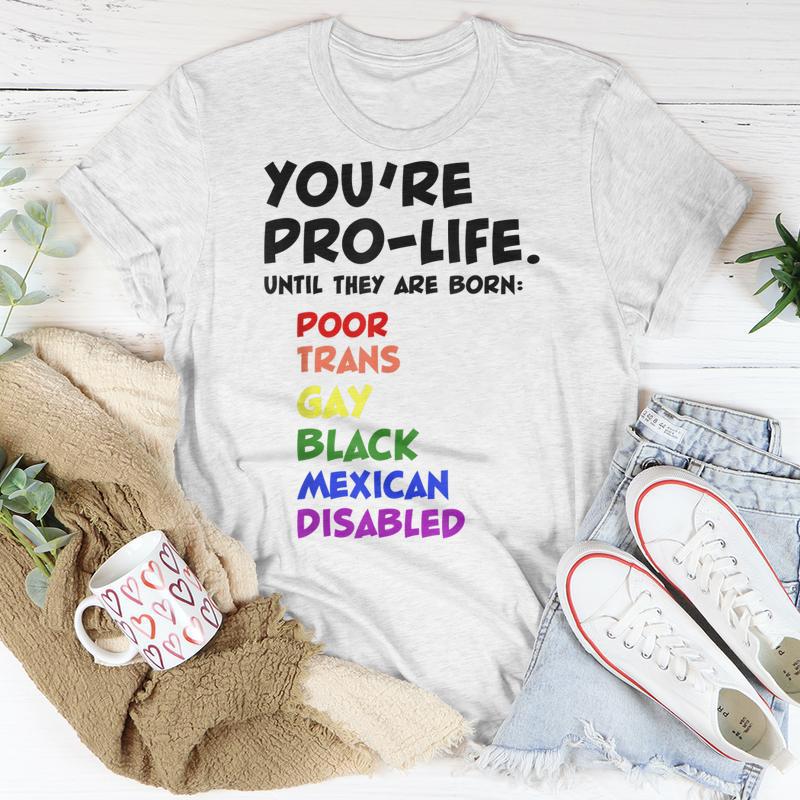 YOU'RE
PRO-LIFE.
UNTIL THEY ARE BORN:
POOR
TRANS
GAY
BLACK
MEXICAN
DISABLED